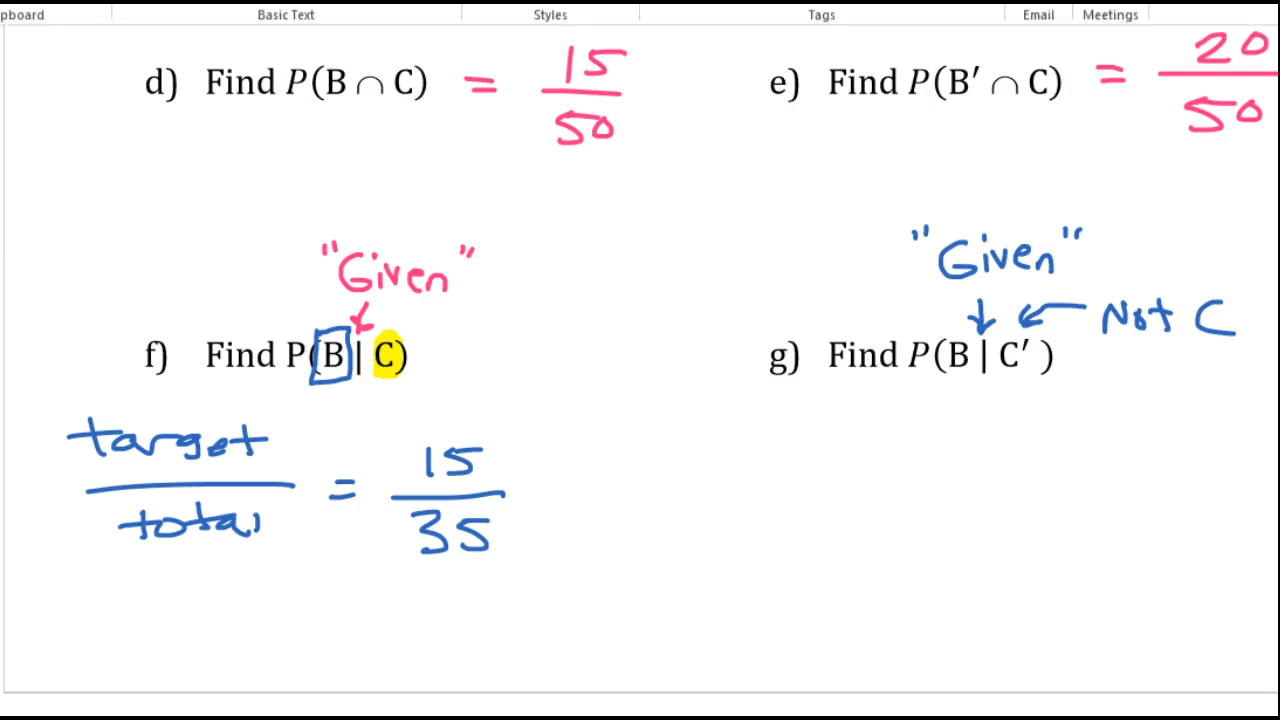 pboard Basic Text Styles Tags Email Meetings
d) Find P(B ∩ C) = 15/50
e) Find P(B′ ∩ C) = 20/50
"Given"
f) Find P(B | C)
target/total = 15/35
"Given"
Not C
g) Find P(B | C′ )